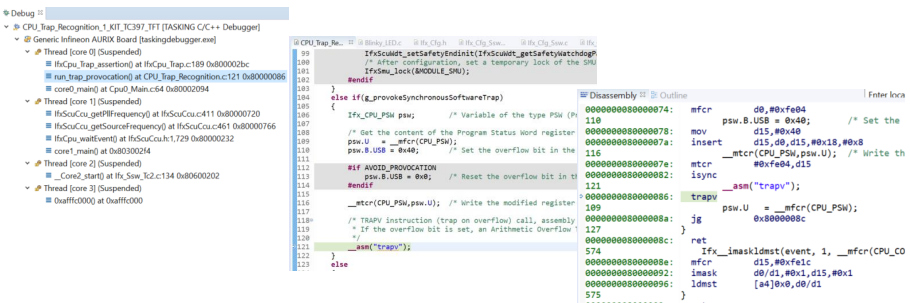 Debug
CPU_Trap_Recognition_1_KIT_TC397_TFT [TASKING C/C++ Debugger]
Generic Infineon AURIX Board [taskingdebugger.exe]
Thread [core 0] (Suspended)
IfxCpu_Trap_assertion() at IfxCpu_Trap.c:189 0x800002bc
run_trap_provocation() at CPU_Trap_Recognition.c:121 0x80000086
core0_main() at Cpu0_Main.c:64 0x80002094
Thread [core 1] (Suspended)
IfxScuCcu_getPllFrequency() at IfxScuCcu.c:411 0x80000720
IfxScuCcu_getSourceFrequency() at IfxScuCcu.c:461 0x80000766
IfxCpu_waitEvent() at IfxCpu.h:1,729 0x80000232
core1_main() at 0x803002f4
Thread [core 2] (Suspended)
_Core2_start() at Ifx_Ssw_Tc2.c:134 0x80600202
Thread [core 3] (Suspended)
0xafffc000() at 0xafffc000
CPU_Trap_Re... Blinky_LED.c Ifx_Cfg.h Ifx_Cfg_Ssw... Ifx_Cfg_Ssw.c
99 IfxScuWdt_setSafetyEndinit(IfxScuWdt_getSafetyWatchdogP
100 /* After configuration, set a temporary lock of the SMU
101 IfxSmu_lock(&MODULE_SMU);
102 #endif
103 }
104 else if(g_provokeSynchronousSoftwareTrap)
105 {
106 Ifx_CPU_PSW psw; /* Variable of the type PSW (Pr
107
108 /* Get the content of the Program Status Word register
109 psw.U = __mfcr(CPU_PSW);
110 psw.B.USB = 0x40; /* Set the overflow bit in the
111
112 #if AVOID_PROVOCATION
113 psw.B.USB = 0x0; /* Reset the overflow bit in th
114 #endif
115
116 __mtcr(CPU_PSW,psw.U); /* Write the modified register
117
118 /* TRAPV instruction (trap on overflow) call, assembly
119 * If the overflow bit is set, an Arithmetic Overflow T
120 */
121 __asm("trapv");
122 }
123 else
Disassembly Outline
Enter locat
0000000080000074: mfcr d0,#0xfe04
110 psw.B.USB = 0x40; /* Set the
0000000080000078: mov d15,#0x40
000000008000007a: insert d15,d0,d15,#0x18,#0x8
116 __mtcr(CPU_PSW,psw.U); /* Write th
000000008000007e: mtcr #0xfe04,d15
0000000080000082: isync
121 __asm("trapv");
0000000080000086: trapv
109 psw.U = __mfcr(CPU_PSW);
000000008000008a: jg 0x8000008c
127 }
000000008000008c: ret
574 Ifx__imaskldmst(event, 1, __mfcr(CPU_CO
000000008000008e: mfcr d15,#0xfe1c
0000000080000092: imask d0/d1,#0x1,d15,#0x1
0000000080000096: ldmst [a4]0x0,d0/d1
575 }